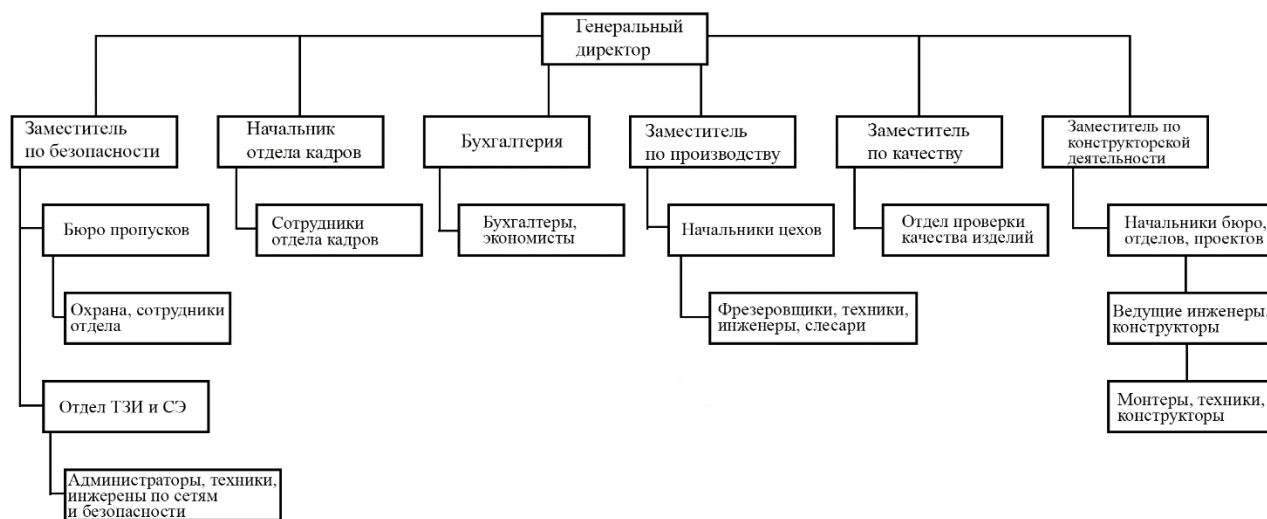 Генеральный
директор
Заместитель
по безопасности
Начальник
отдела кадров
Бухгалтерия
Заместитель
по производству
Заместитель
по качеству
Заместитель по
конструкторской
деятельности
Бюро пропусков
Сотрудники
отдела кадров
Бухгалтеры,
экономисты
Начальники цехов
Отдел проверки
качества изделий
Начальники бюро,
отделов, проектов
Охрана, сотрудники
отдела
Фрезеровщики, техники,
инженеры, слесари
Ведущие инженеры,
конструкторы
Отдел ТЗИ и СЭ
Монтеры, техники,
конструкторы
Администраторы, техники,
инжерены по сетям
и безопасности